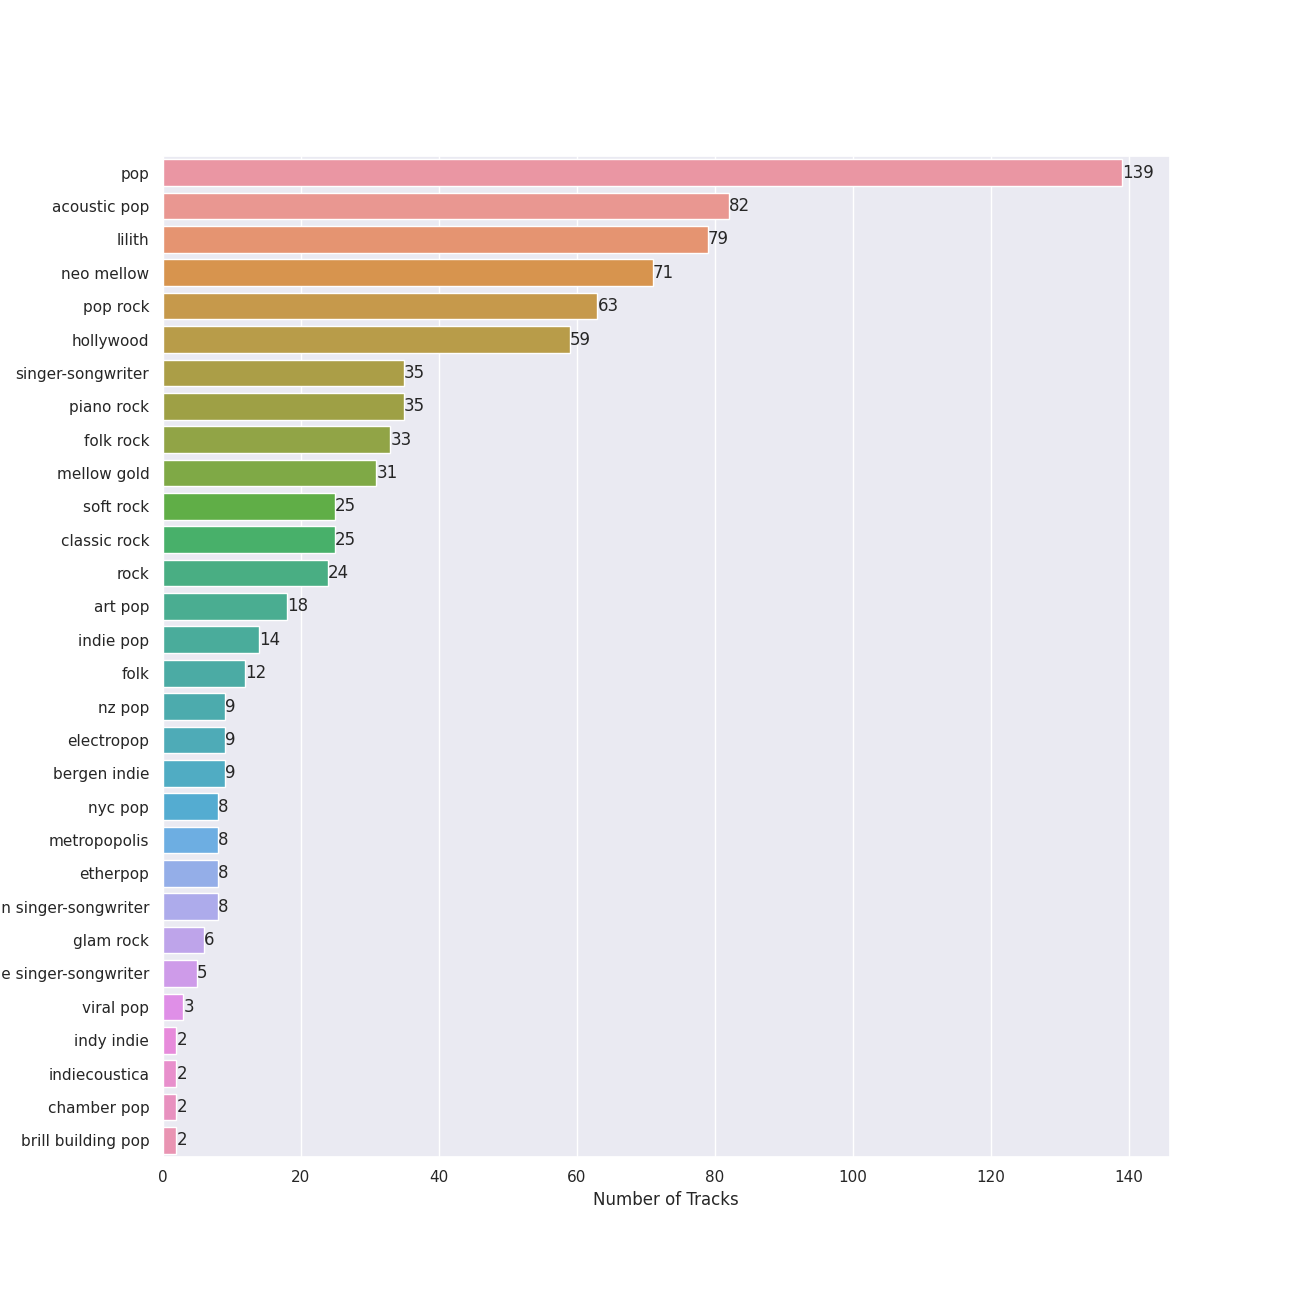 pop 139
acoustic pop 82
lilith 79
neo mellow 71
pop rock 63
hollywood 59
singer-songwriter 35
piano rock 35
folk rock 33
mellow gold 31
soft rock 25
classic rock 25
rock 24
art pop 18
indie pop 14
folk 12
nz pop 9
electropop 9
bergen indie 9
nyc pop 8
metropopolis 8
etherpop 8
n singer-songwriter 8
glam rock 6
e singer-songwriter 5
viral pop 3
indy indie 2
indiecoustica 2
chamber pop 2
brill building pop 2
0 20 40 60 80 100 120 140
Number of Tracks